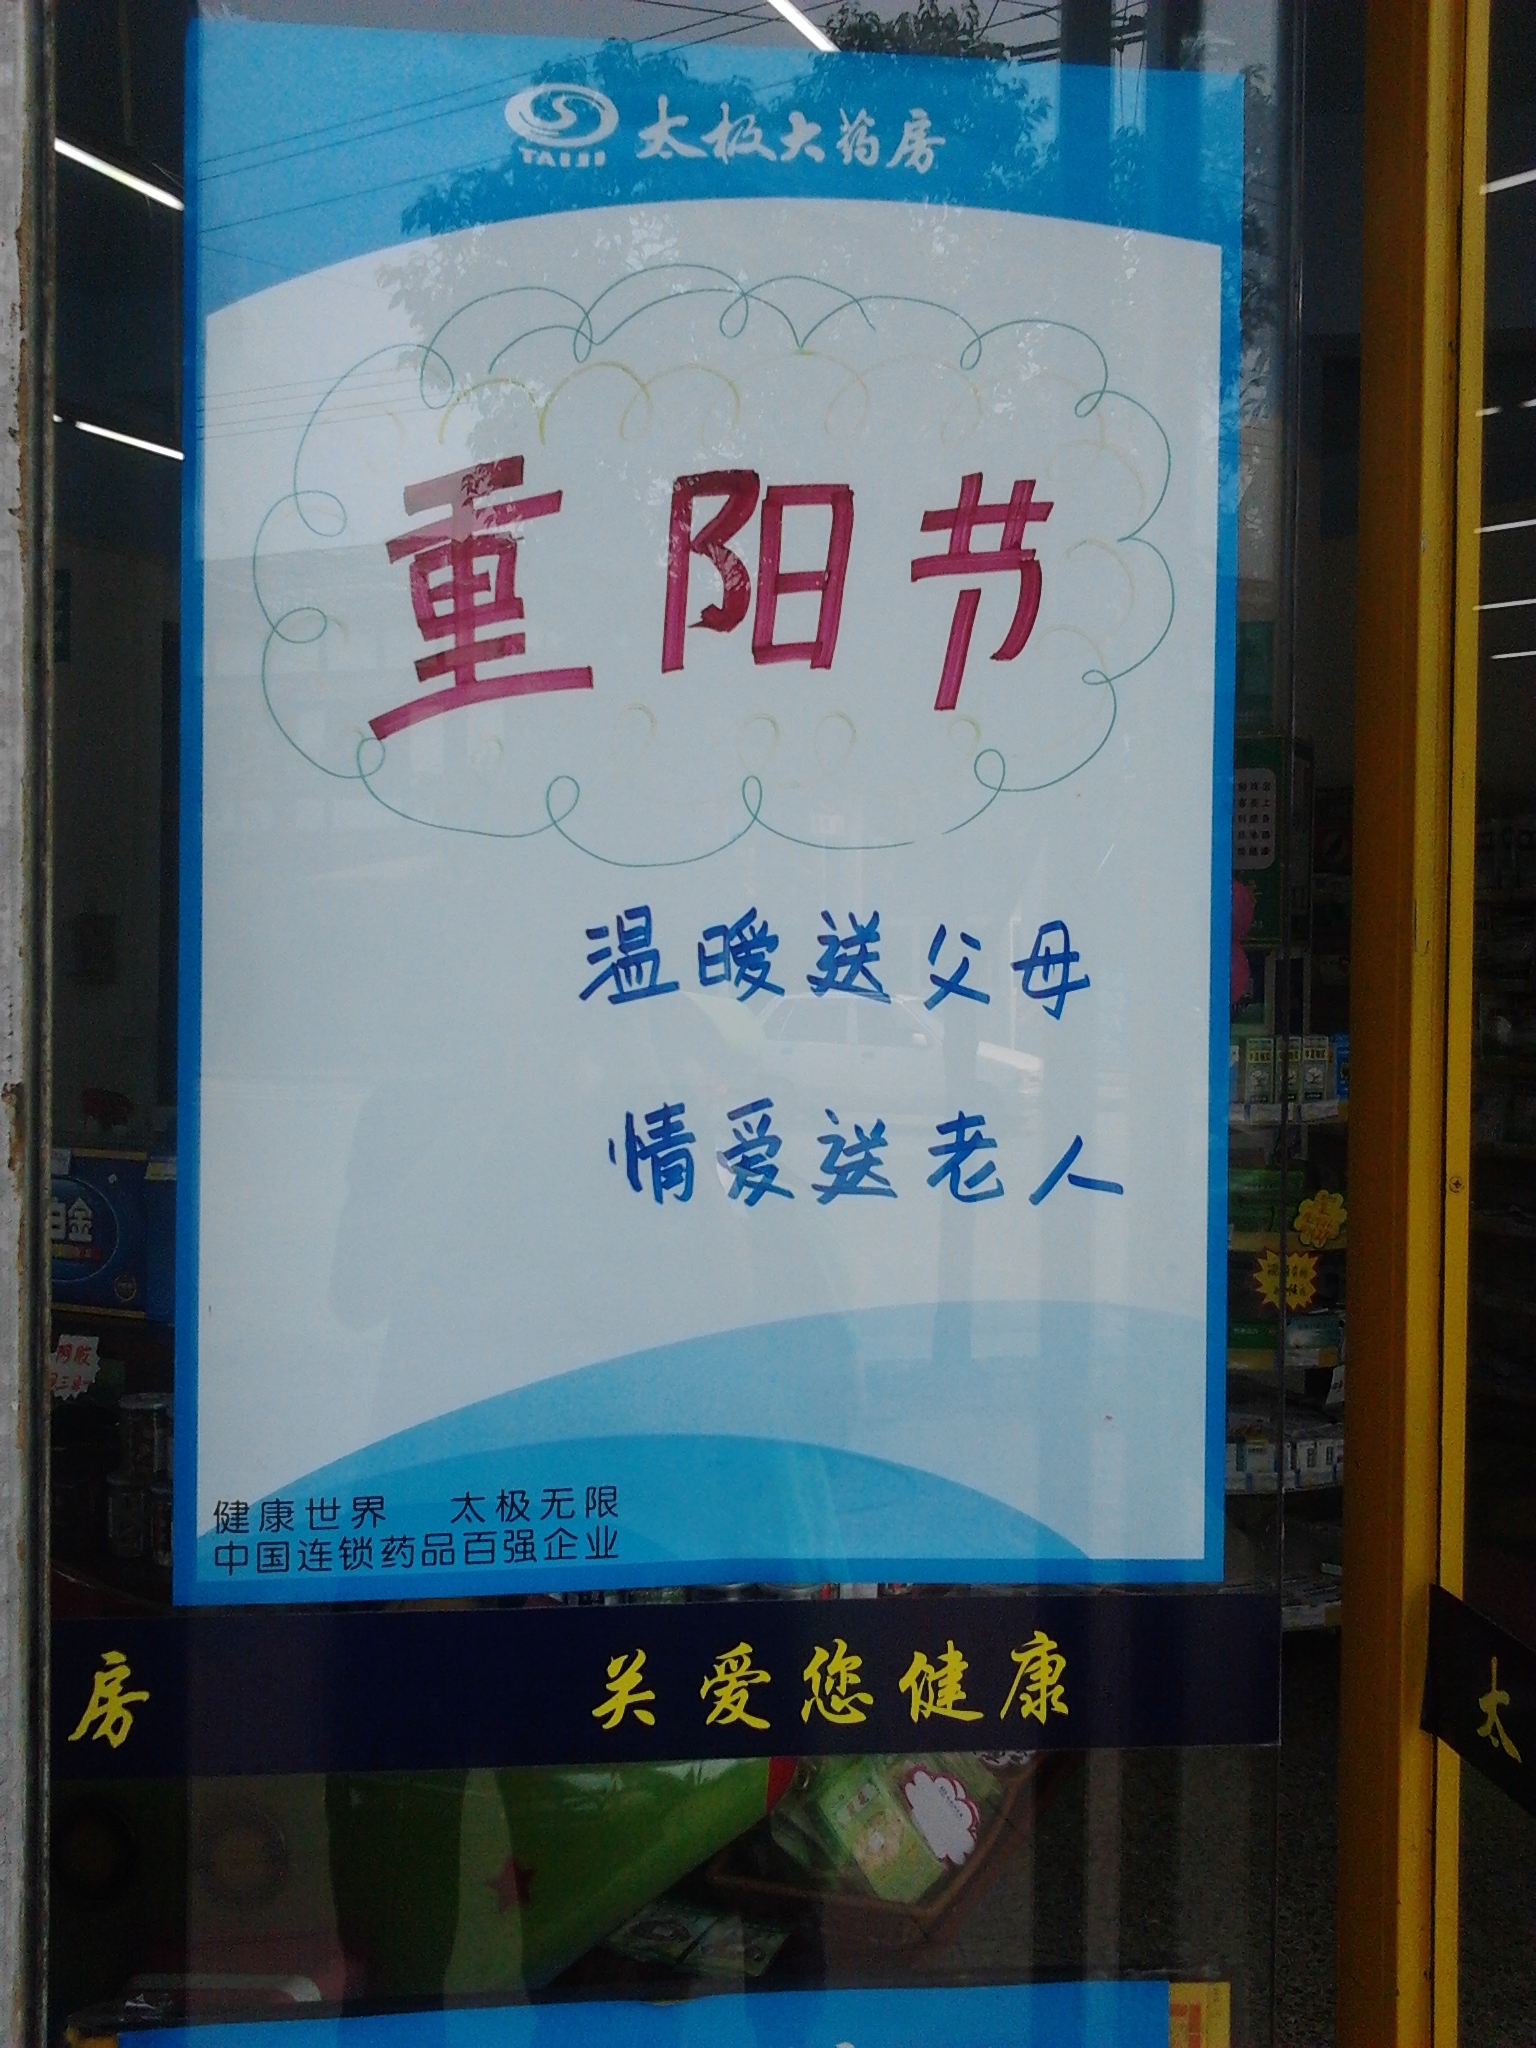 TAIJI 太极大药房
重阳节
温暖送父母
情爱送老人
健康世界 太极无限
中国连锁药品百强企业
房 关爱您健康 太